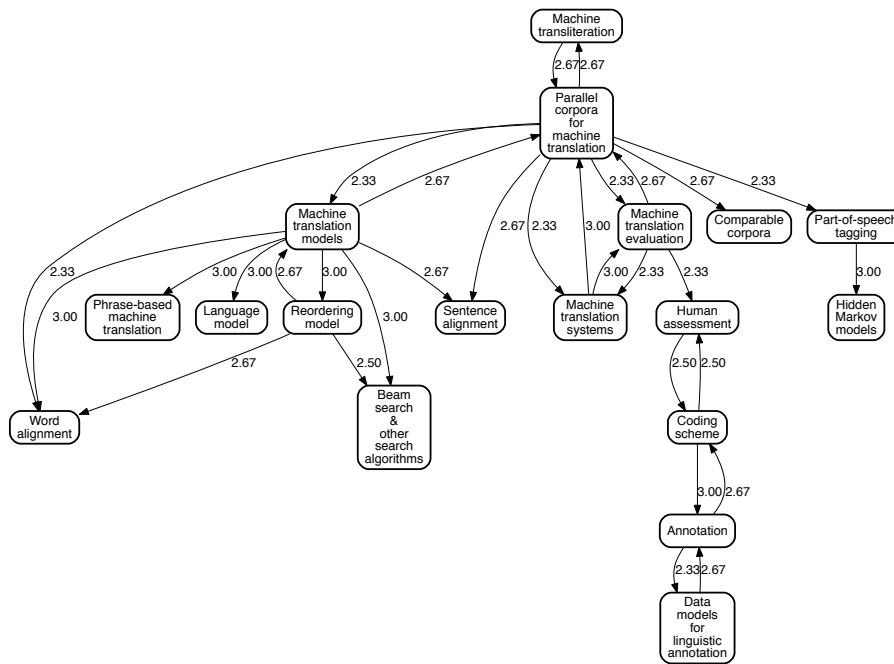 Machine
transliteration
2.67 2.67
Parallel
corpora
for
machine
translation
2.33
2.67
2.67
2.33
2.33
2.67
2.67
2.33
Machine
translation
models
Machine
translation
evaluation
Comparable
corpora
Part-of-speech
tagging
2.33
3.00
3.00
3.00
2.67
3.00
2.67
3.00
3.00
3.00
2.33
2.33
3.00
Phrase-based
machine
translation
Language
model
Reordering
model
Sentence
alignment
Machine
translation
systems
Human
assessment
Hidden
Markov
models
2.67
2.50
2.50
2.50
Word
alignment
Beam
search
&
other
search
algorithms
Coding
scheme
3.00
2.67
Annotation
2.33
2.67
Data
models
for
linguistic
annotation